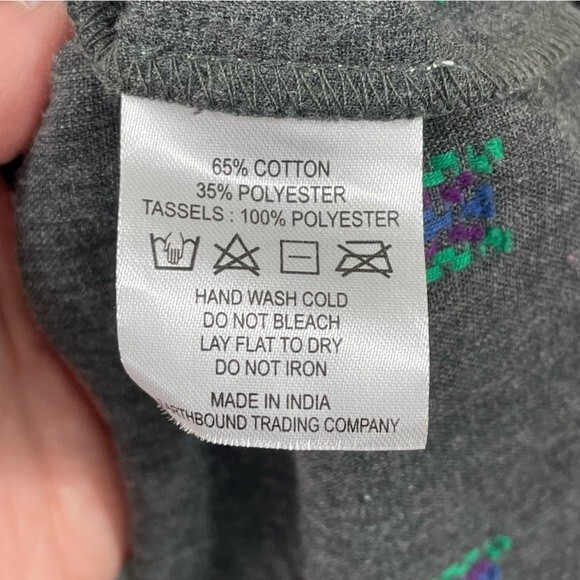 65% COTTON
35% POLYESTER
TASSELS : 100% POLYESTER
HAND WASH COLD
DO NOT BLEACH
LAY FLAT TO DRY
DO NOT IRON
MADE IN INDIA
RTHBOUND TRADING COMPANY